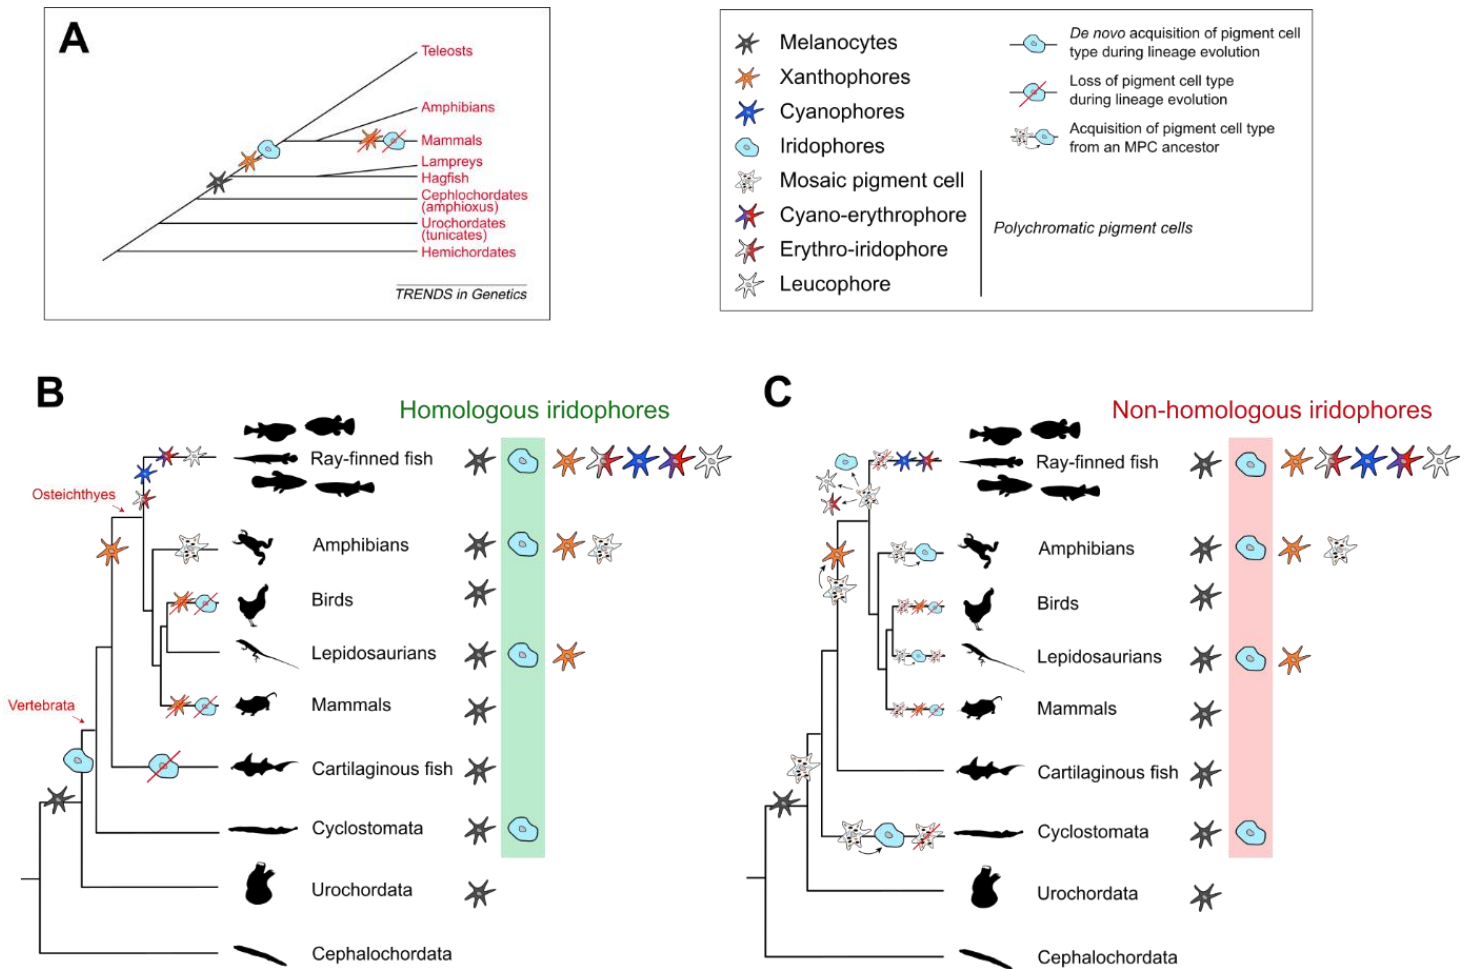 A
Teleosts
Amphibians
Mammals
Lampreys
Hagfish
Cephlochordates
(amphioxus)
Urochordates
(tunicates)
Hemichordates
TRENDS in Genetics
Melanocytes
Xanthophores
Cyanophores
Iridophores
Mosaic pigment cell
Cyano-erythrophore
Erythro-iridophore
Leucophore
Polychromatic pigment cells
De novo acquisition of pigment cell
type during lineage evolution
Loss of pigment cell type
during lineage evolution
Acquisition of pigment cell type
from an MPC ancestor
B
Homologous iridophores
Osteichthyes
Vertebrata
Ray-finned fish
Amphibians
Birds
Lepidosaurians
Mammals
Cartilaginous fish
Cyclostomata
Urochordata
Cephalochordata
C
Non-homologous iridophores
Ray-finned fish
Amphibians
Birds
Lepidosaurians
Mammals
Cartilaginous fish
Cyclostomata
Urochordata
Cephalochordata